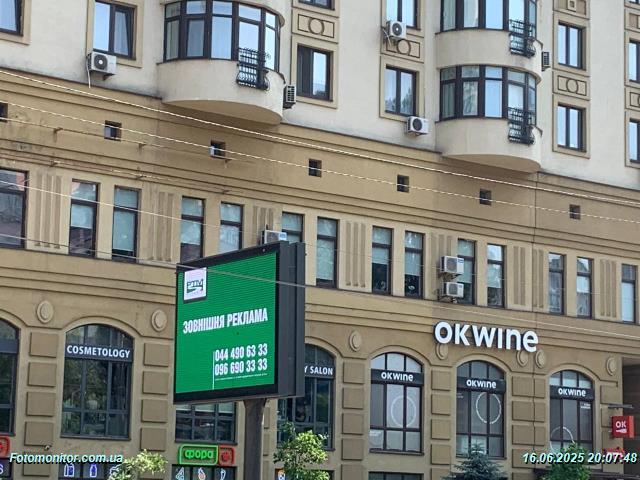 ЗОВНІШНЯ РЕКЛАМА
044 490 63 33
096 690 33 33
OKWINE
COSMETOLOGY
SALON
OKWINE
OKWINE
OKWINE
OK
фора
Fotomonitor.com.ua
16.06.2025 20:07:48